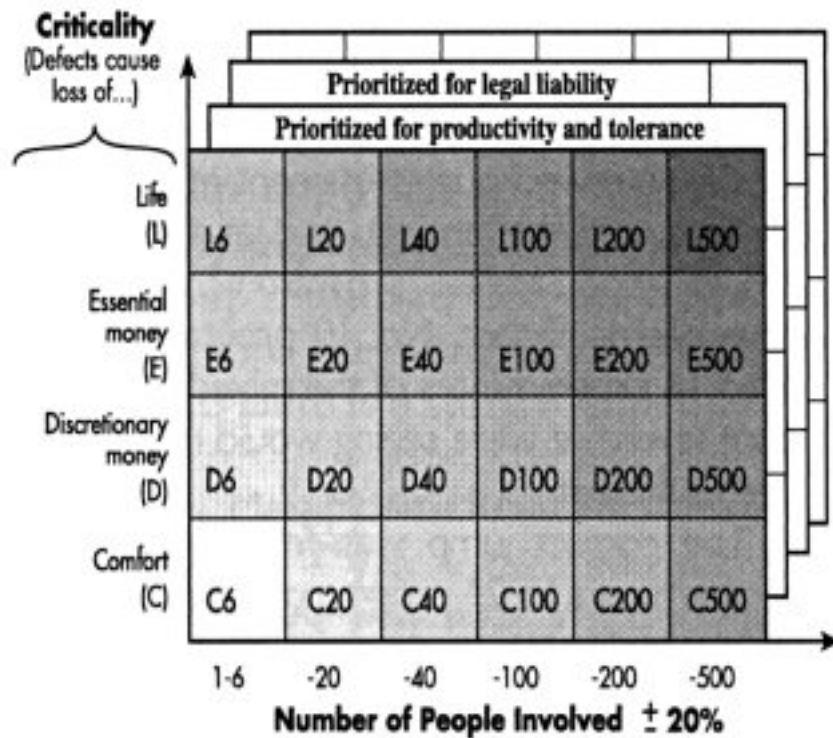 Criticality
(Defects cause
loss of...)
Prioritized for legal liability
Prioritized for productivity and tolerance
Life
(L)
L6 L20 L40 L100 L200 L500
Essential
money
(E)
E6 E20 E40 E100 E200 E500
Discretionary
money
(D)
D6 D20 D40 D100 D200 D500
Comfort
(C)
C6 C20 C40 C100 C200 C500
1-6 -20 -40 -100 -200 -500
Number of People Involved ± 20%